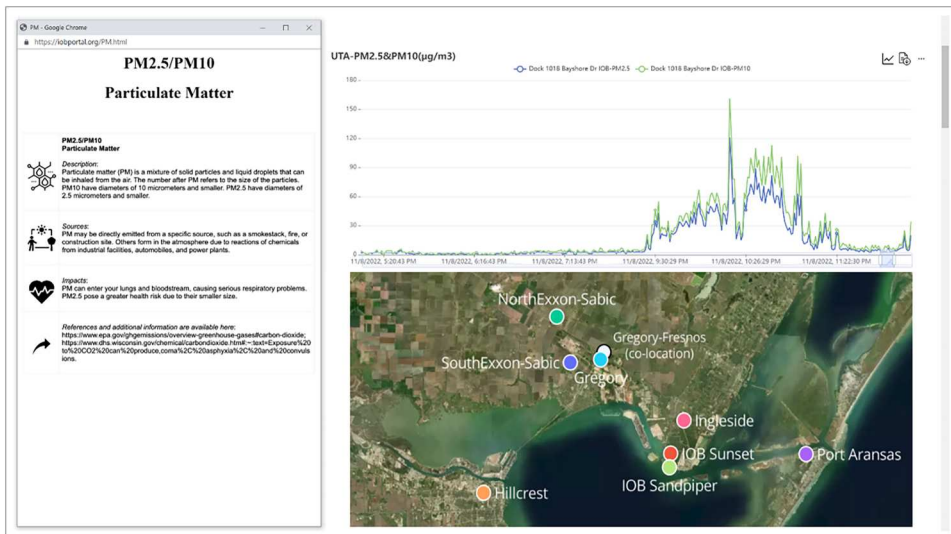 PM - Google Chrome
https://iobportal.org/PM.html
PM2.5/PM10
Particulate Matter
PM2.5/PM10
Particulate Matter
Description:
Particulate matter (PM) is a mixture of solid particles and liquid droplets that can
be inhaled from the air. The number after PM refers to the size of the particles.
PM10 have diameters of 10 micrometers and smaller. PM2.5 have diameters of
2.5 micrometers and smaller.
Sources:
PM may be directly emitted from a specific source, such as a smokestack, fire, or
construction site. Others form in the atmosphere due to reactions of chemicals
from industrial facilities, automobiles, and power plants.
Impacts:
PM can enter your lungs and bloodstream, causing serious respiratory problems.
PM2.5 pose a greater health risk due to their smaller size.
References and additional information are available here:
https://www.epa.gov/ghgemissions/overview-greenhouse-gases#carbon-dioxide;
https://www.dhs.wisconsin.gov/chemical/carbondioxide.htm#:~:text=Exposure%20
to%20CO2%20can%20produce,coma%2C%20asphyxia%2C%20and%20convuls
ions.
UTA-PM2.5&PM10(μg/m3)
Dock 1018 Bayshore Dr IOB-PM2.5
Dock 1018 Bayshore Dr IOB-PM10
180
150
120
90
60
30
0
11/8/2022, 5:20:43 PM
11/8/2022, 6:16:43 PM
11/8/2022, 7:13:43 PM
11/8/2022, 9:30:29 PM
11/8/2022, 10:26:29 PM
11/8/2022, 11:22:30 PM
NorthExxon-Sabic
Gregory-Fresnos
(co-location)
SouthExxon-Sabic
Gregory
Ingleside
IOB Sunset
Port Aransas
IOB Sandpiper
Hillcrest